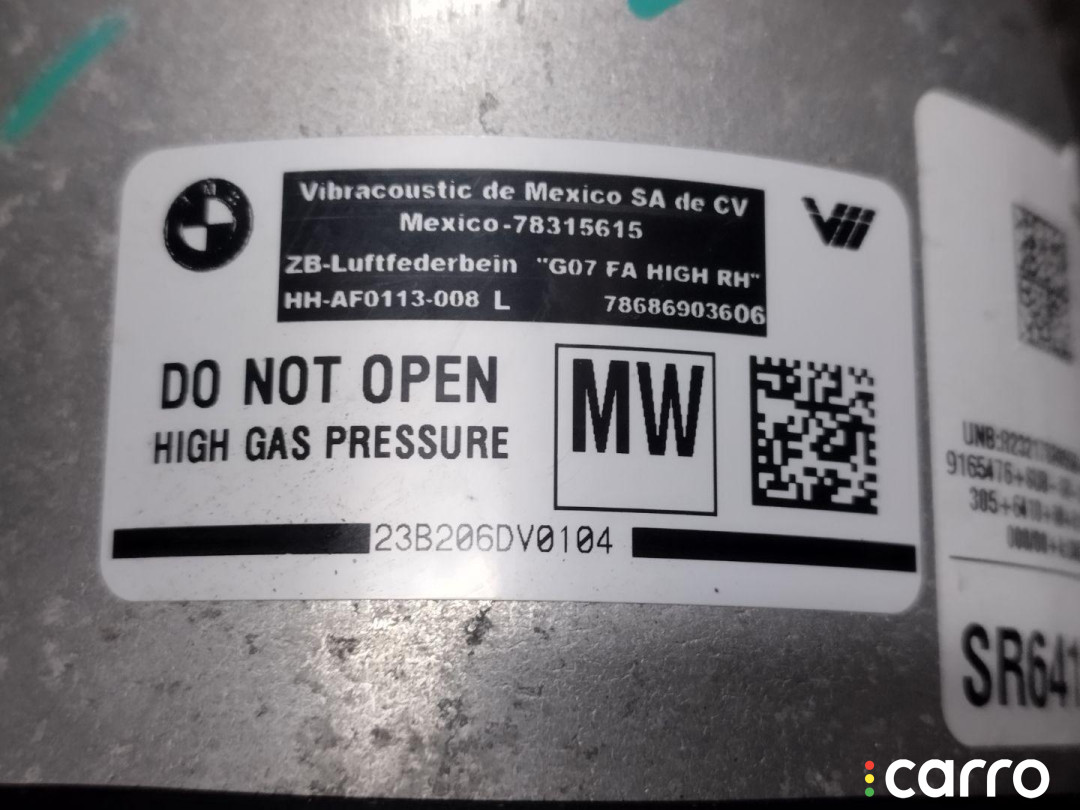 Vibracoustic de Mexico SA de CV
Mexico-78315615
ZB-Luftfederbein "G07 FA HIGH RH"
HH-AF0113-008 L 78686903606
DO NOT OPEN
HIGH GAS PRESSURE
MW
23B206DV0104
SR641
carro